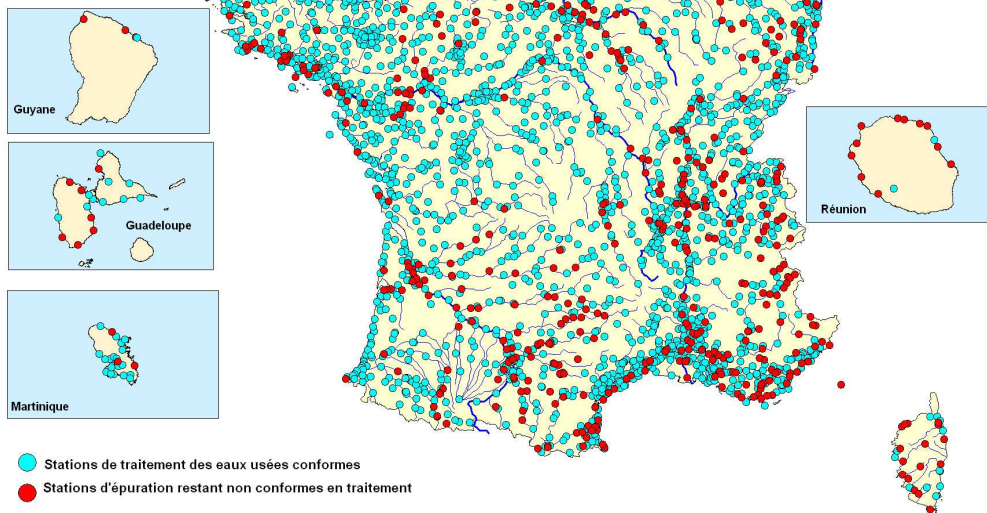 Guyane
Guadeloupe
Réunion
Martinique
Stations de traitement des eaux usées conformes
Stations d'épuration restant non conformes en traitement